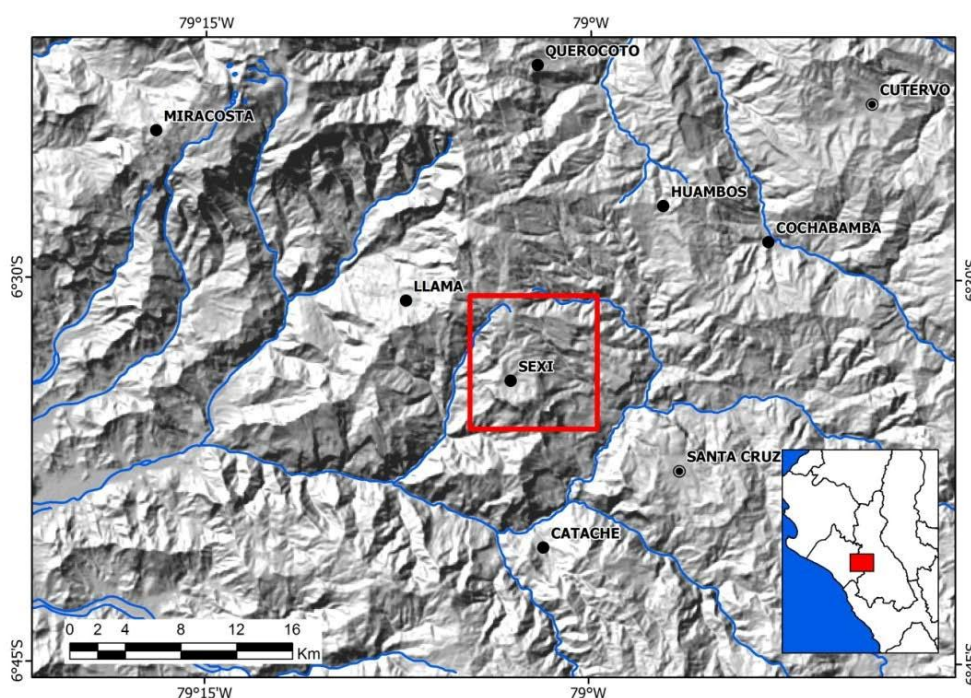 79°15'W
79°W
QUEROCOTO
CUTERVO
MIRACOSTA
HUAMBOS
COCHABAMBA
6°30'S
6°30'S
LLAMA
SEXI
SANTA CRUZ
CATACHE
0 2 4 8 12 16
Km
6°45'S
6°45'S
79°15'W
79°W